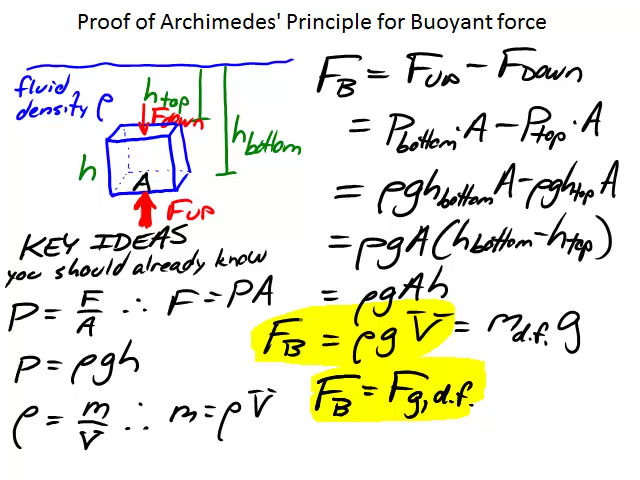 Proof of Archimedes' Principle for Buoyant force
fluid
density ρ
h_top
F_Down
h_bottom
h
A
F_UP
KEY IDEAS
you should already know
P = F/A ∴ F = PA
P = ρgh
ρ = m/V̄ ∴ m = ρV̄
F_B = F_UP − F_Down
= P_bottom·A − P_top·A
= ρgh_bottom A − ρgh_top A
= ρgA(h_bottom − h_top)
= ρgAh
F_B = ρgV̄ = m_d.f. g
F_B = F_g,d.f.